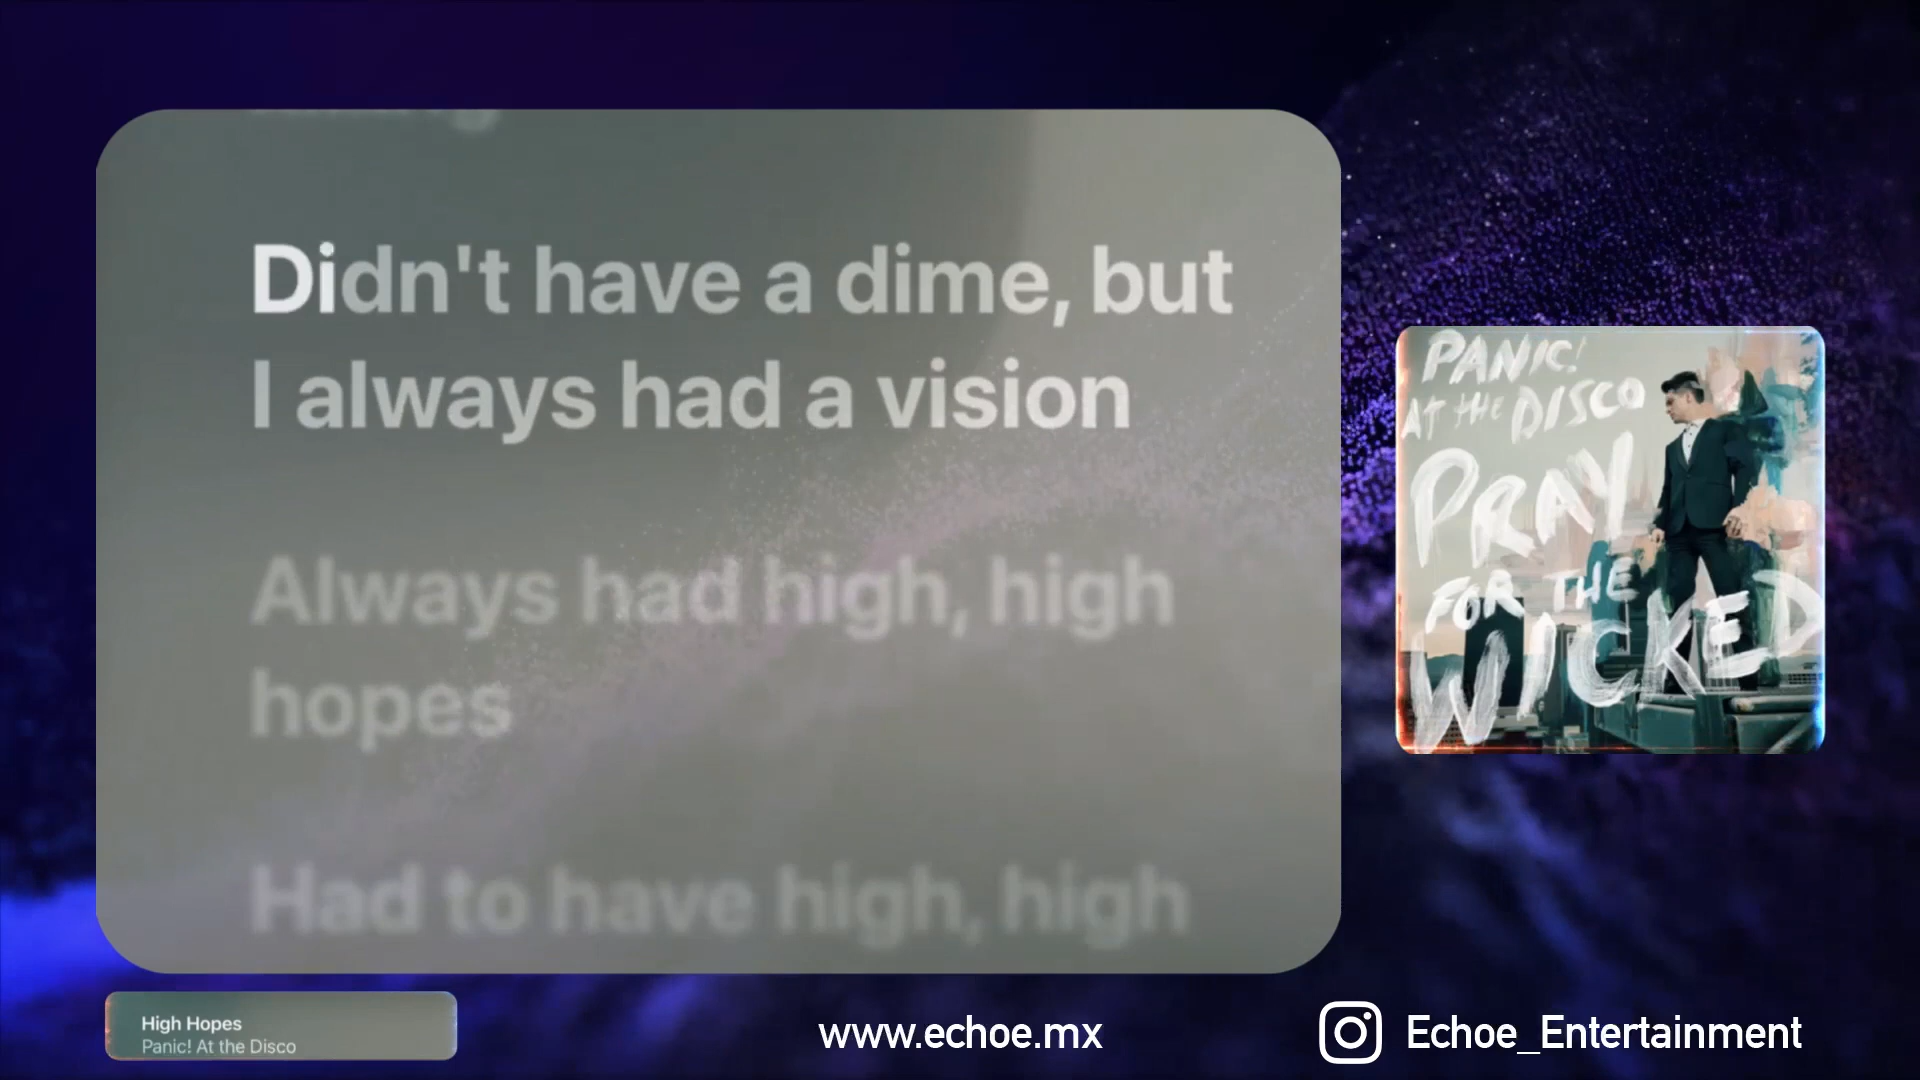 Didn't have a dime, but
I always had a vision
Always had high, high
hopes
Had to have high, high
PANIC!
AT THE DISCO
PRAY
FOR THE
WICKED
High Hopes
Panic! At the Disco
www.echoe.mx
Echoe_Entertainment